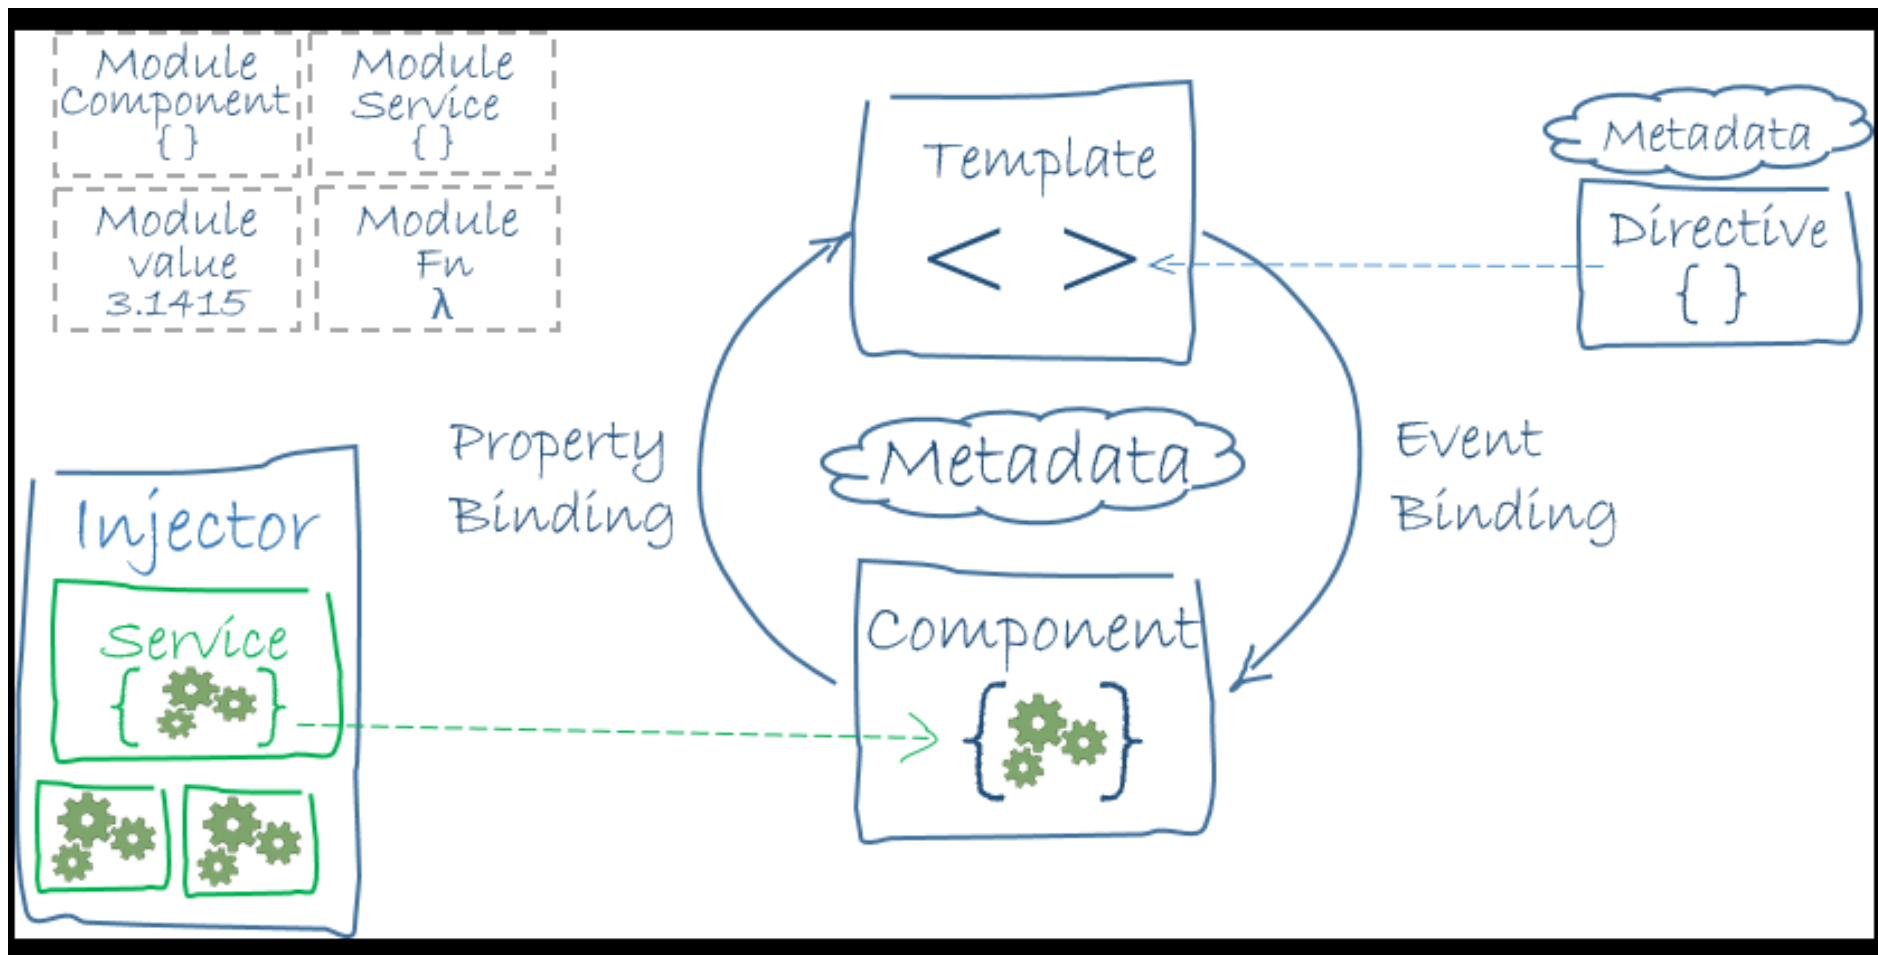 Module
Component
{ }
Module
Service
{ }
Module
value
3.1415
Module
Fn
λ
Template
< >
Metadata
Directive
{ }
Property
Binding
Metadata
Event
Binding
Injector
Service
{ }
Component
{ }